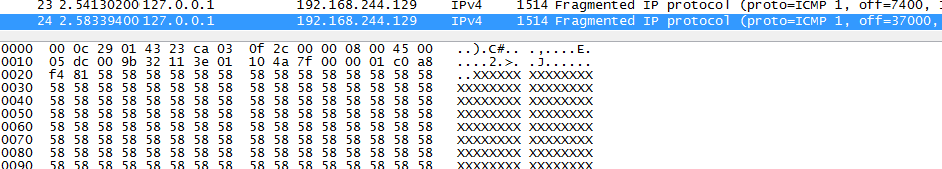 23 2.54130200 127.0.0.1 192.168.244.129 IPv4 1514 Fragmented IP protocol (proto=ICMP 1, off=7400, I
24 2.58339400 127.0.0.1 192.168.244.129 IPv4 1514 Fragmented IP protocol (proto=ICMP 1, off=37000,
0000 00 0c 29 01 43 23 ca 03 0f 2c 00 00 08 00 45 00 ..).C#.. .,....E.
0010 05 dc 00 9b 32 11 3e 01 10 4a 7f 00 00 01 c0 a8 ....2.>. .J......
0020 f4 81 58 58 58 58 58 58 58 58 58 58 58 58 58 58 ..XXXXXX XXXXXXXX
0030 58 58 58 58 58 58 58 58 58 58 58 58 58 58 58 58 XXXXXXXX XXXXXXXX
0040 58 58 58 58 58 58 58 58 58 58 58 58 58 58 58 58 XXXXXXXX XXXXXXXX
0050 58 58 58 58 58 58 58 58 58 58 58 58 58 58 58 58 XXXXXXXX XXXXXXXX
0060 58 58 58 58 58 58 58 58 58 58 58 58 58 58 58 58 XXXXXXXX XXXXXXXX
0070 58 58 58 58 58 58 58 58 58 58 58 58 58 58 58 58 XXXXXXXX XXXXXXXX
0080 58 58 58 58 58 58 58 58 58 58 58 58 58 58 58 58 XXXXXXXX XXXXXXXX
0090 58 58 58 58 58 58 58 58 58 58 58 58 58 58 58 58 XXXXXXXX XXXXXXXX